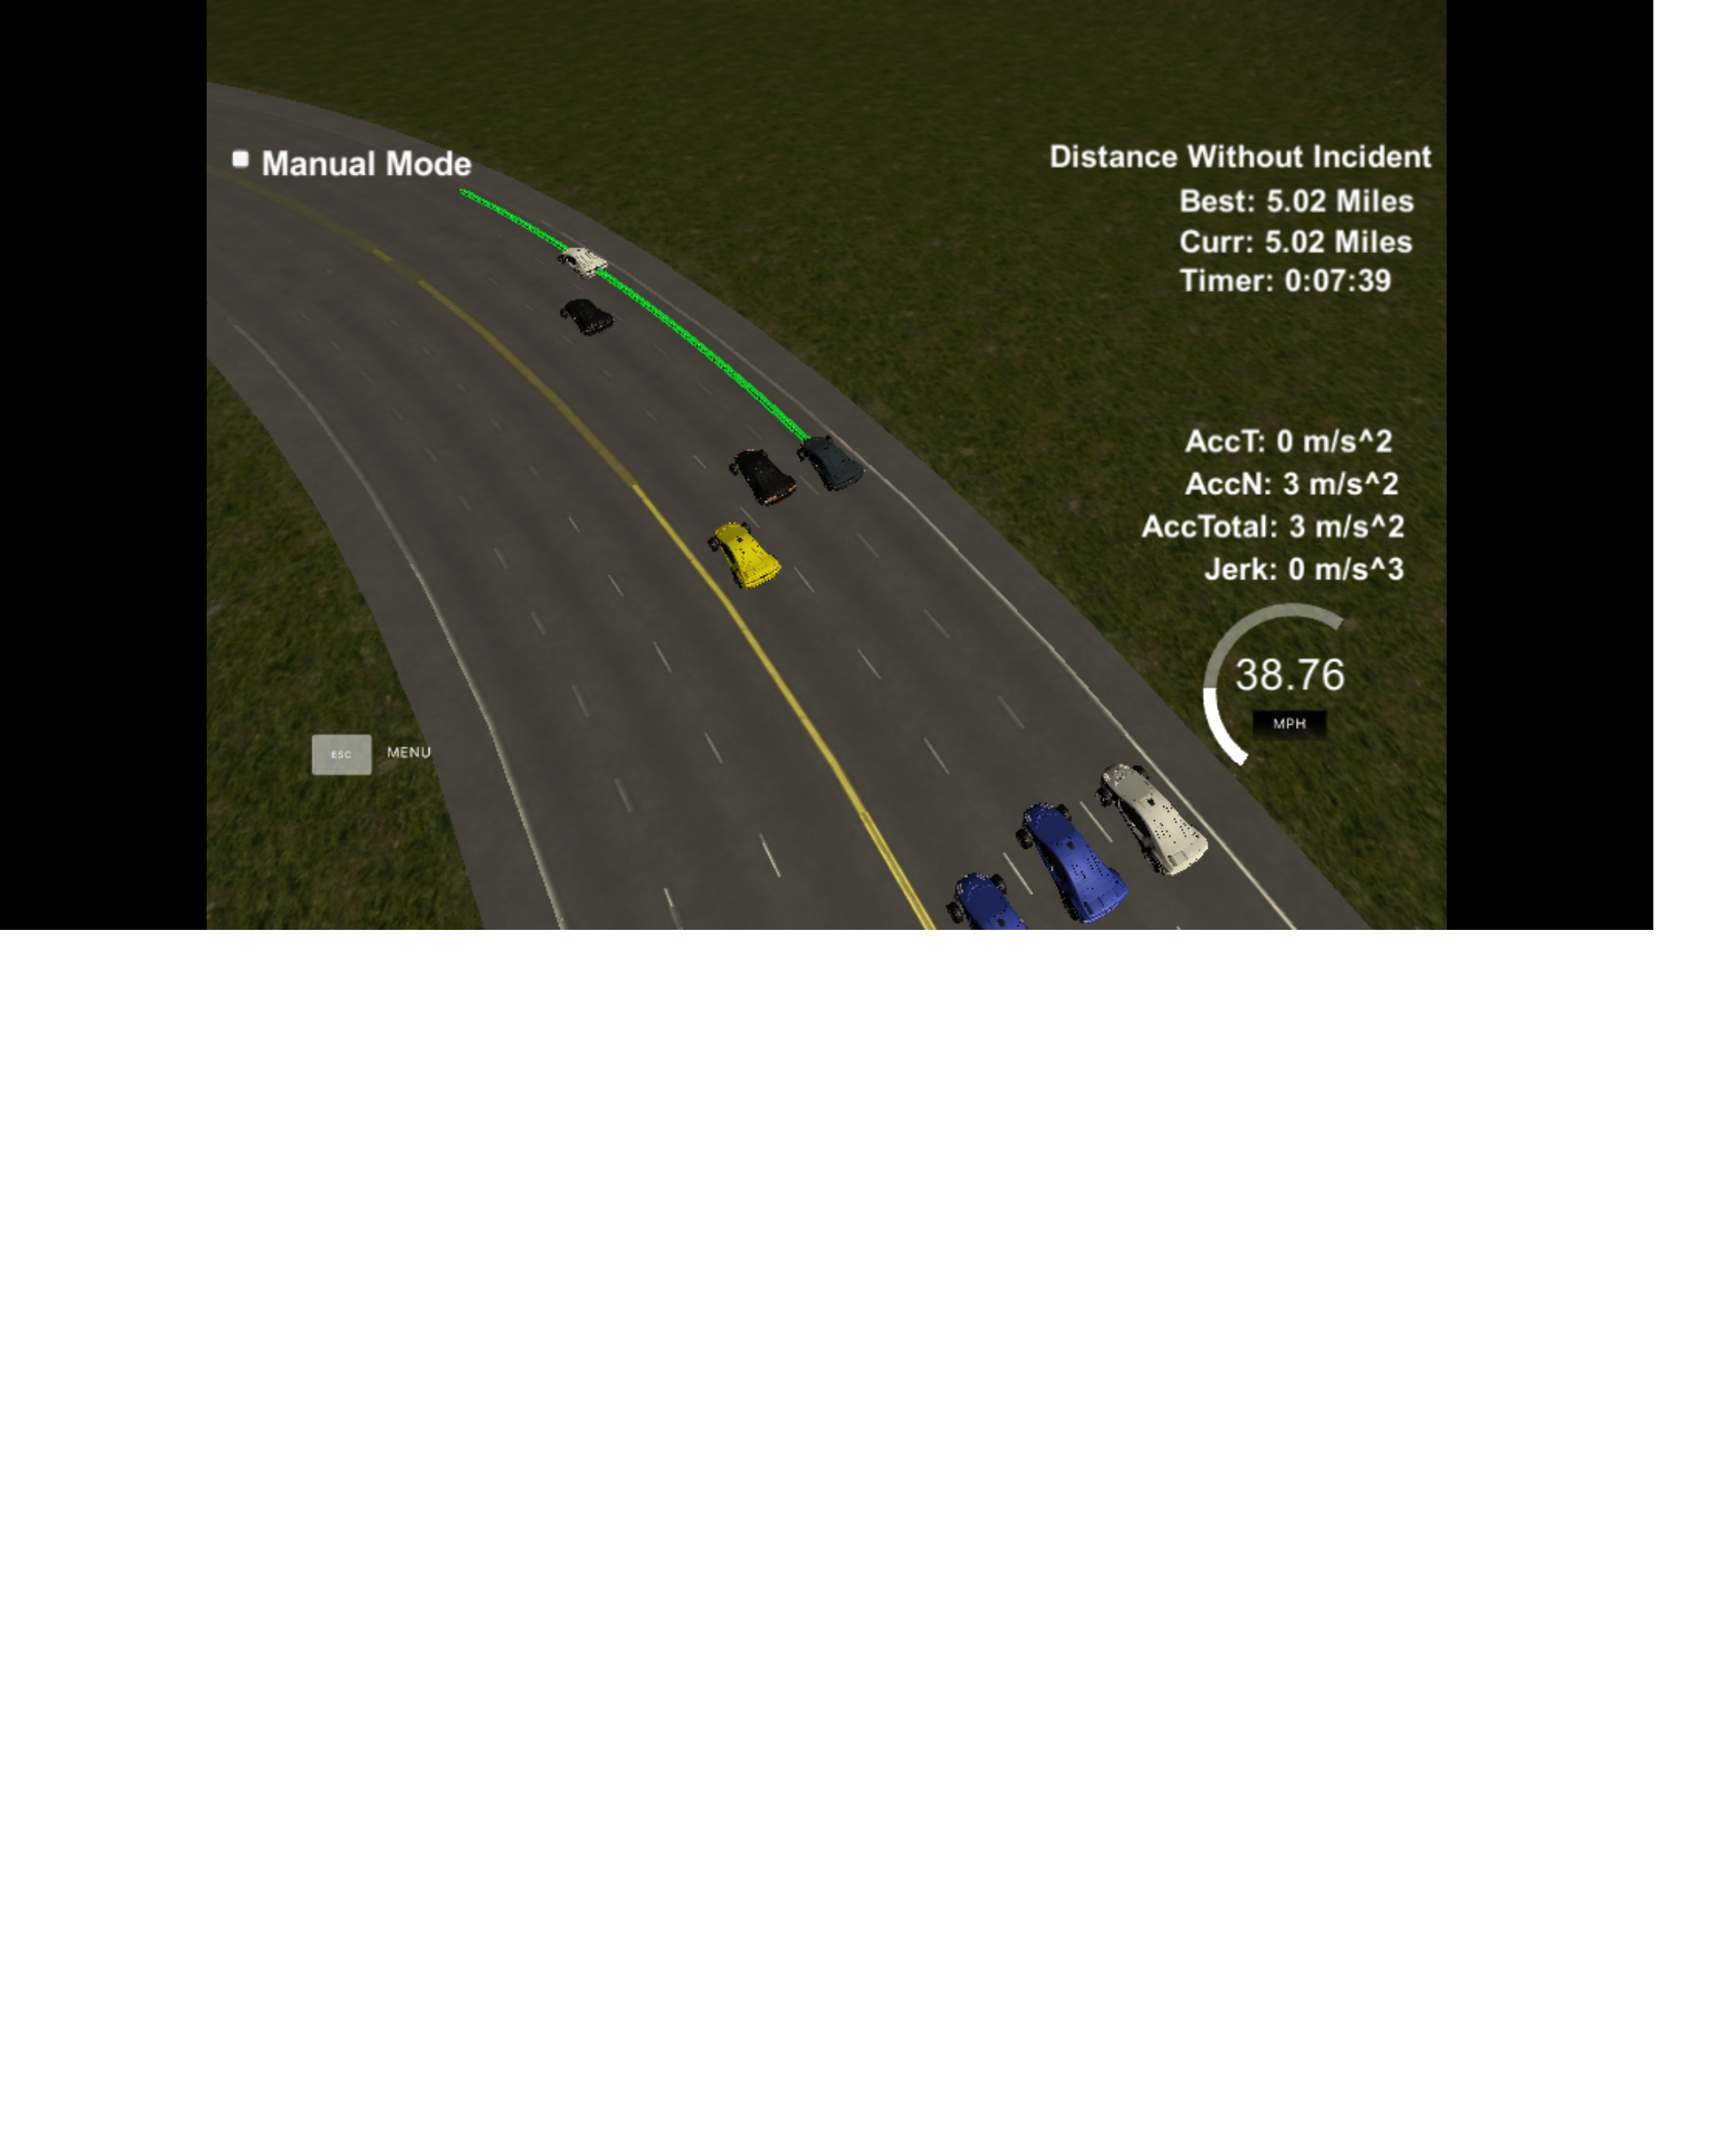 Manual Mode
Distance Without Incident
Best: 5.02 Miles
Curr: 5.02 Miles
Timer: 0:07:39
AccT: 0 m/s^2
AccN: 3 m/s^2
AccTotal: 3 m/s^2
Jerk: 0 m/s^3
38.76
MPH
ESC MENU